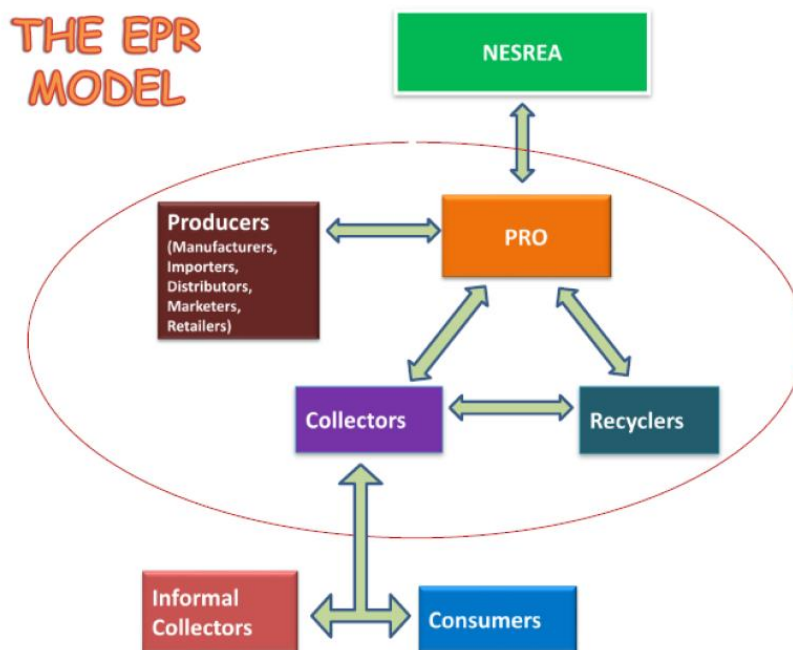 THE EPR
MODEL
NESREA
Producers
(Manufacturers,
Importers,
Distributors,
Marketers,
Retailers)
PRO
Collectors
Recyclers
Informal
Collectors
Consumers